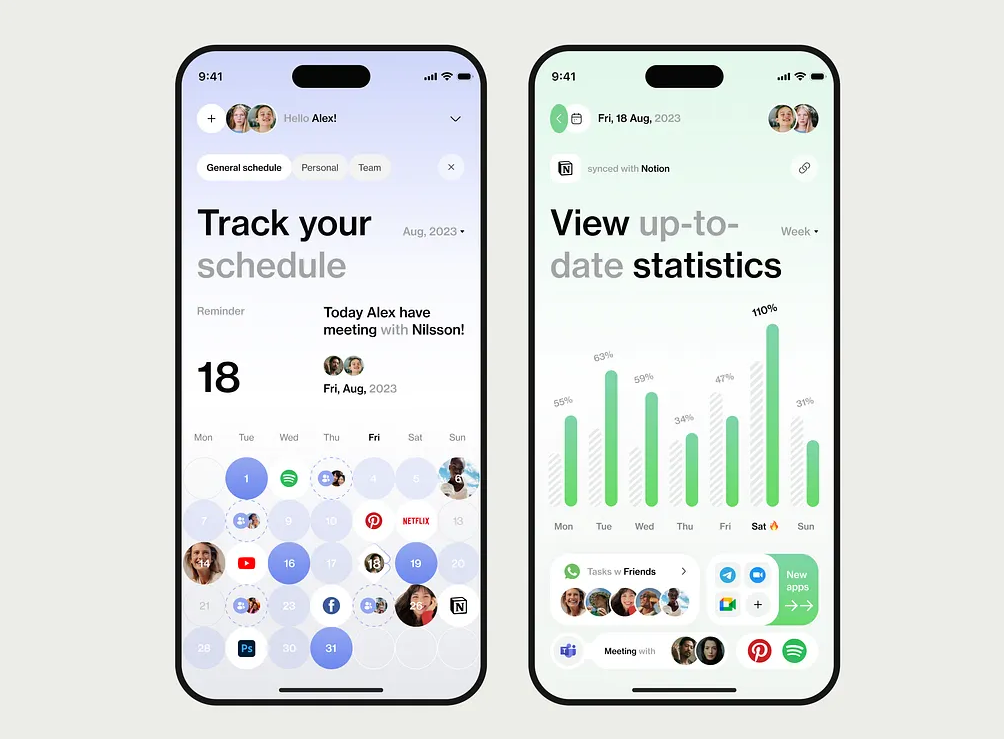 9:41
Hello Alex!
General schedule Personal Team
Track your
schedule
Aug, 2023
Reminder
Today Alex have
meeting with Nilsson!
18
Fri, Aug, 2023
Mon Tue Wed Thu Fri Sat Sun
1 4 5 6
7 9 10 NETFLIX 13
14 16 17 18 19 20
21 23 26 N
28 Ps 30 31
9:41
Fri, 18 Aug, 2023
N synced with Notion
View up-to-
date statistics
Week
55% 63% 59% 34% 47% 110% 31%
Mon Tue Wed Thu Fri Sat Sun
Tasks w Friends
New
apps
Meeting with